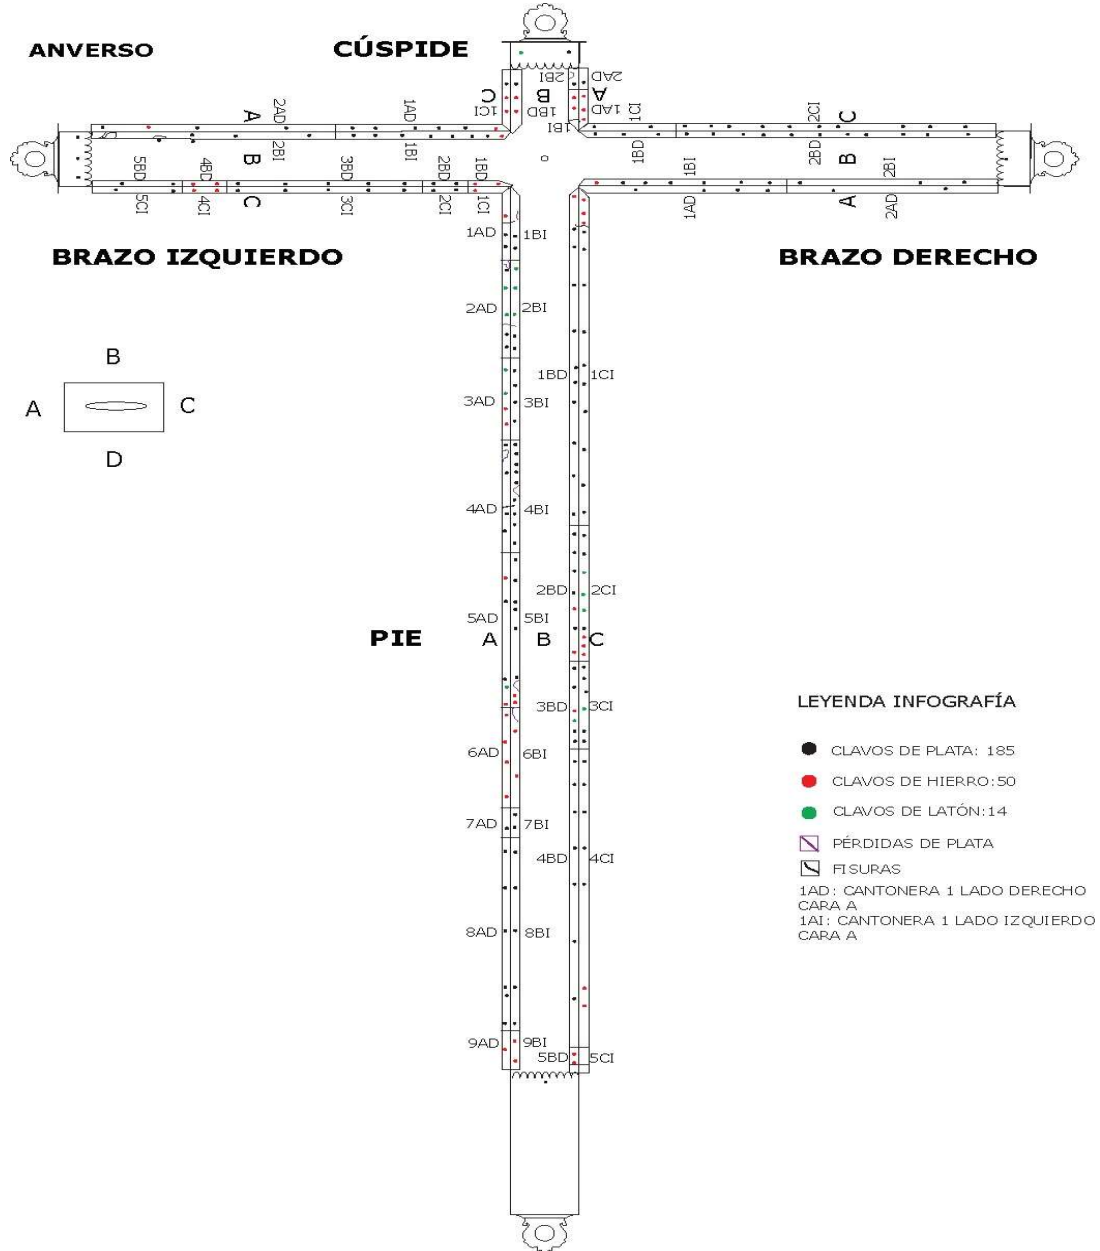 ANVERSO
CÚSPIDE
2BI
2AD
C
B
A
1CI
1BD
1AD
1BI
A
2AD
1AD
2BI
1BI
B
5BD
4BD
3BD
2BD
1BD
C
5CI
4CI
3CI
2CI
1CI
1CI
2CI
C
1BD
2BD
1BI
B
2BI
1AD
A
2AD
BRAZO IZQUIERDO
BRAZO DERECHO
1AD
1BI
2AD
2BI
B
A
C
D
1BD
1CI
3AD
3BI
4AD
4BI
2BD
2CI
5AD
5BI
PIE
A
B
C
3BD
3CI
6AD
6BI
7AD
7BI
4BD
4CI
8AD
8BI
9AD
9BI
5BD
5CI
LEYENDA INFOGRAFÍA
CLAVOS DE PLATA: 185
CLAVOS DE HIERRO:50
CLAVOS DE LATÓN:14
PÉRDIDAS DE PLATA
FISURAS
1AD: CANTONERA 1 LADO DERECHO
CARA A
1AI: CANTONERA 1 LADO IZQUIERDO
CARA A